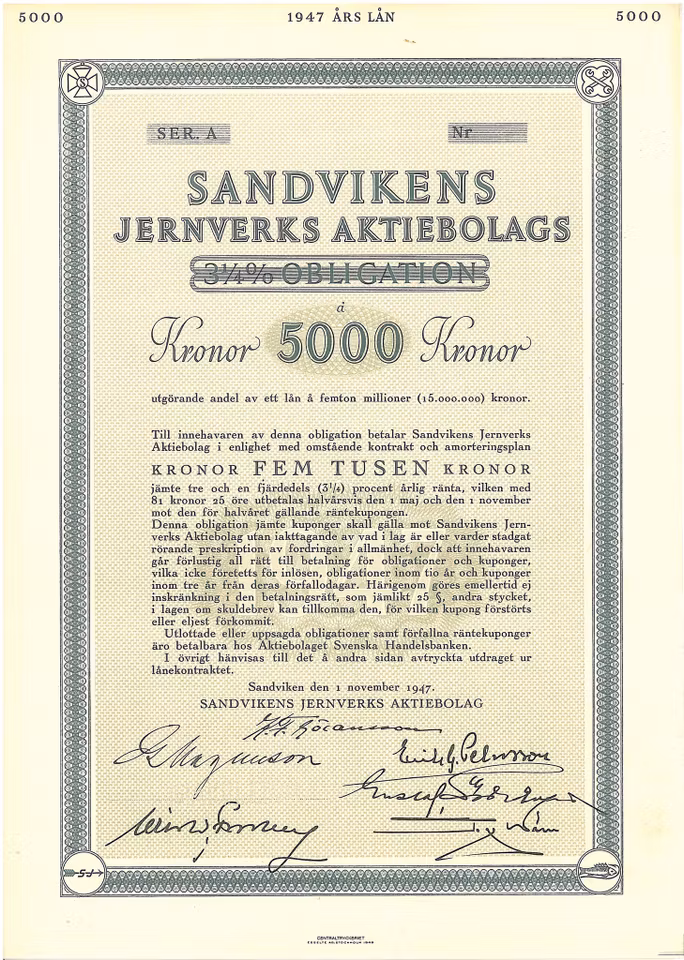 5000 1947 ÅRS LÅN 5000
SER. A Nr
SANDVIKENS
JERNVERKS AKTIEBOLAGS
3¼% OBLIGATION
à
Kronor 5000 Kronor
utgörande andel av ett lån å femton millioner (15.000.000) kronor.
Till innehavaren av denna obligation betalar Sandvikens Jernverks
Aktiebolag i enlighet med omstående kontrakt och amorteringsplan
KRONOR FEM TUSEN KRONOR
jämte tre och en fjärdedels (3¼) procent årlig ränta, vilken med
81 kronor 25 öre utbetalas halvårsvis den 1 maj och den 1 november
mot den för halvåret gällande räntekupongen.
Denna obligation jämte kuponger skall gälla mot Sandvikens Jern-
verks Aktiebolag utan iakttagande av vad i lag är eller varder stadgat
rörande preskription av fordringar i allmänhet, dock att innehavaren
går förlustig all rätt till betalning för obligationer och kuponger,
vilka icke företetts för inlösen, obligationer inom tio år och kuponger
inom tre år från deras förfallodagar. Härigenom göres emellertid ej
inskränkning i den betalningsrätt, som jämlikt 25 §, andra stycket,
i lagen om skuldebrev kan tillkomma den, för vilken kupong förstörts
eller eljest förkommit.
Utlottade eller uppsagda obligationer samt förfallna räntekuponger
äro betalbara hos Aktiebolaget Svenska Handelsbanken.
I övrigt hänvisas till det å andra sidan avtryckta utdraget ur
lånekontraktet.
Sandviken den 1 november 1947.
SANDVIKENS JERNVERKS AKTIEBOLAG
K.F. Göransson
G Magnuson Erik G. Petersson
CENTRALTRYCKERIET
ESSELTE AB. STOCKHOLM 1948